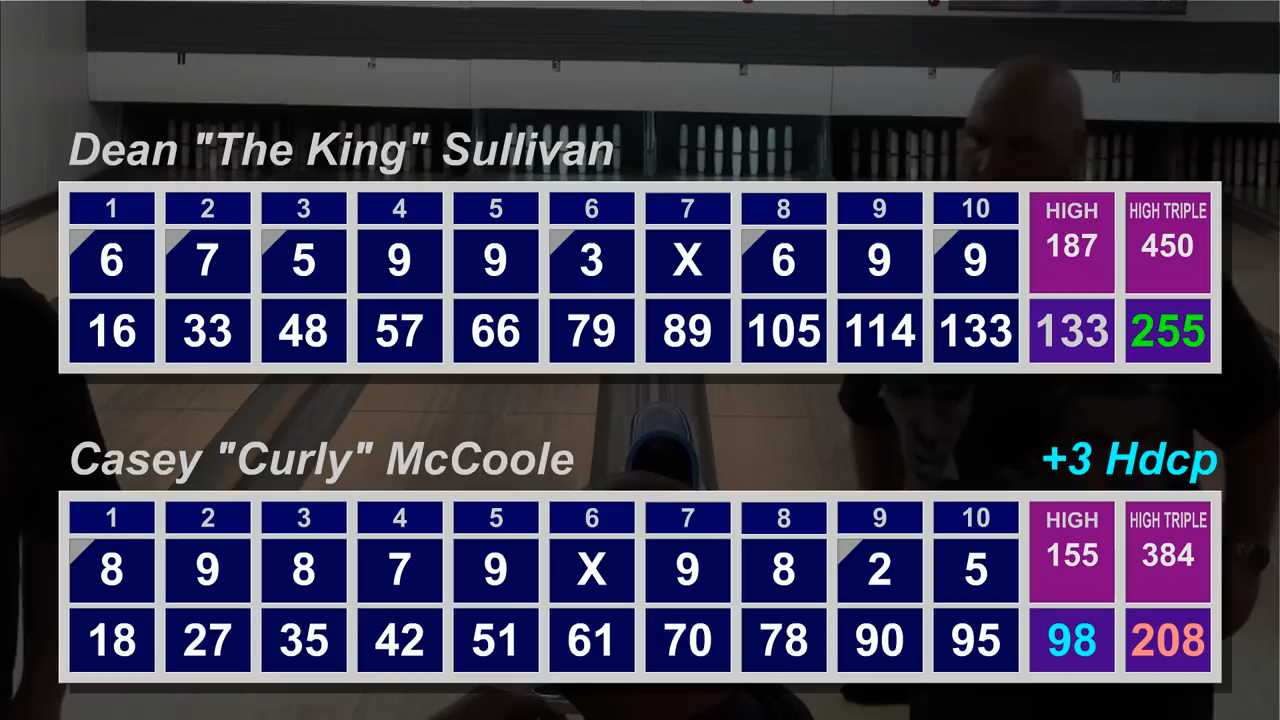 Dean "The King" Sullivan
1 2 3 4 5 6 7 8 9 10 HIGH HIGH TRIPLE
187 450
6 7 5 9 9 3 X 6 9 9
16 33 48 57 66 79 89 105 114 133 133 255
Casey "Curly" McCoole +3 Hdcp
1 2 3 4 5 6 7 8 9 10 HIGH HIGH TRIPLE
155 384
8 9 8 7 9 X 9 8 2 5
18 27 35 42 51 61 70 78 90 95 98 208